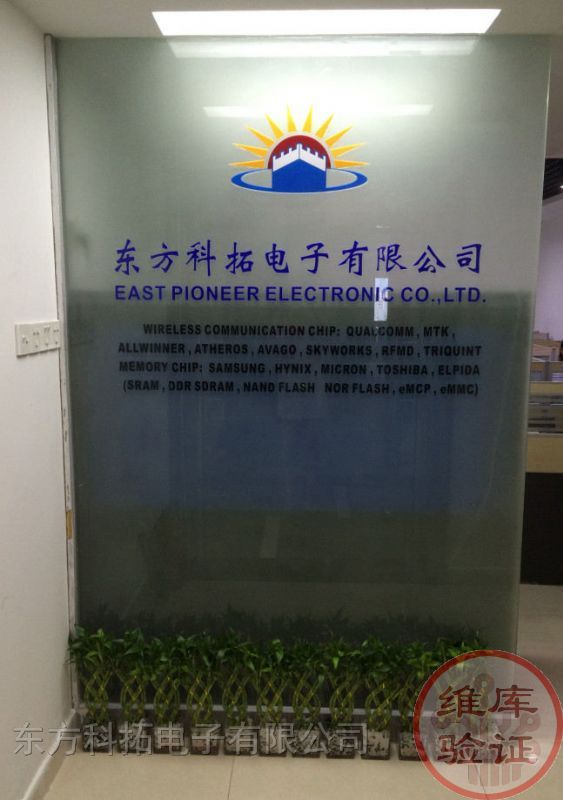 东方科拓电子有限公司
EAST PIONEER ELECTRONIC CO.,LTD.
WIRELESS COMMUNICATION CHIP: QUALCOMM , MTK ,
ALLWINNER , ATHEROS , AVAGO , SKYWORKS , RFMD , TRIQUINT
MEMORY CHIP: SAMSUNG , HYNIX , MICRON , TOSHIBA , ELPIDA
(SRAM , DDR SDRAM , NAND FLASH NOR FLASH , eMCP , eMMC)
东方科拓电子有限公司
维库
验证